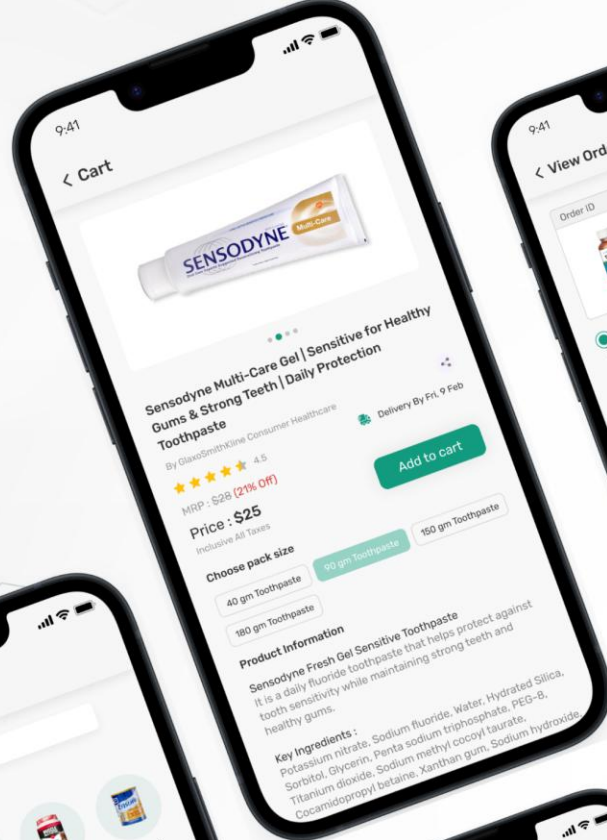 9:41
Cart
SENSODYNE
Multi-Care
Sensodyne Multi-Care Gel | Sensitive for Healthy
Gums & Strong Teeth | Daily Protection
Toothpaste
By GlaxoSmithKline Consumer Healthcare
4.5
Delivery By Fri, 9 Feb
MRP : $28 (21% Off)
Price : $25
Inclusive All Taxes
Add to cart
Choose pack size
40 gm Toothpaste
90 gm Toothpaste
150 gm Toothpaste
180 gm Toothpaste
Product Information
Sensodyne Fresh Gel Sensitive Toothpaste
It is a daily fluoride toothpaste that helps protect against
tooth sensitivity while maintaining strong teeth and
healthy gums.
Key Ingredients :
Potassium nitrate, Sodium fluoride, Water, Hydrated Silica,
Sorbitol, Glycerin, Penta sodium triphosphate, PEG-8,
Titanium dioxide, Sodium methyl cocoyl taurate,
Cocamidopropyl betaine, Xanthan gum, Sodium hydroxide,
9:41
View Ord
Order ID